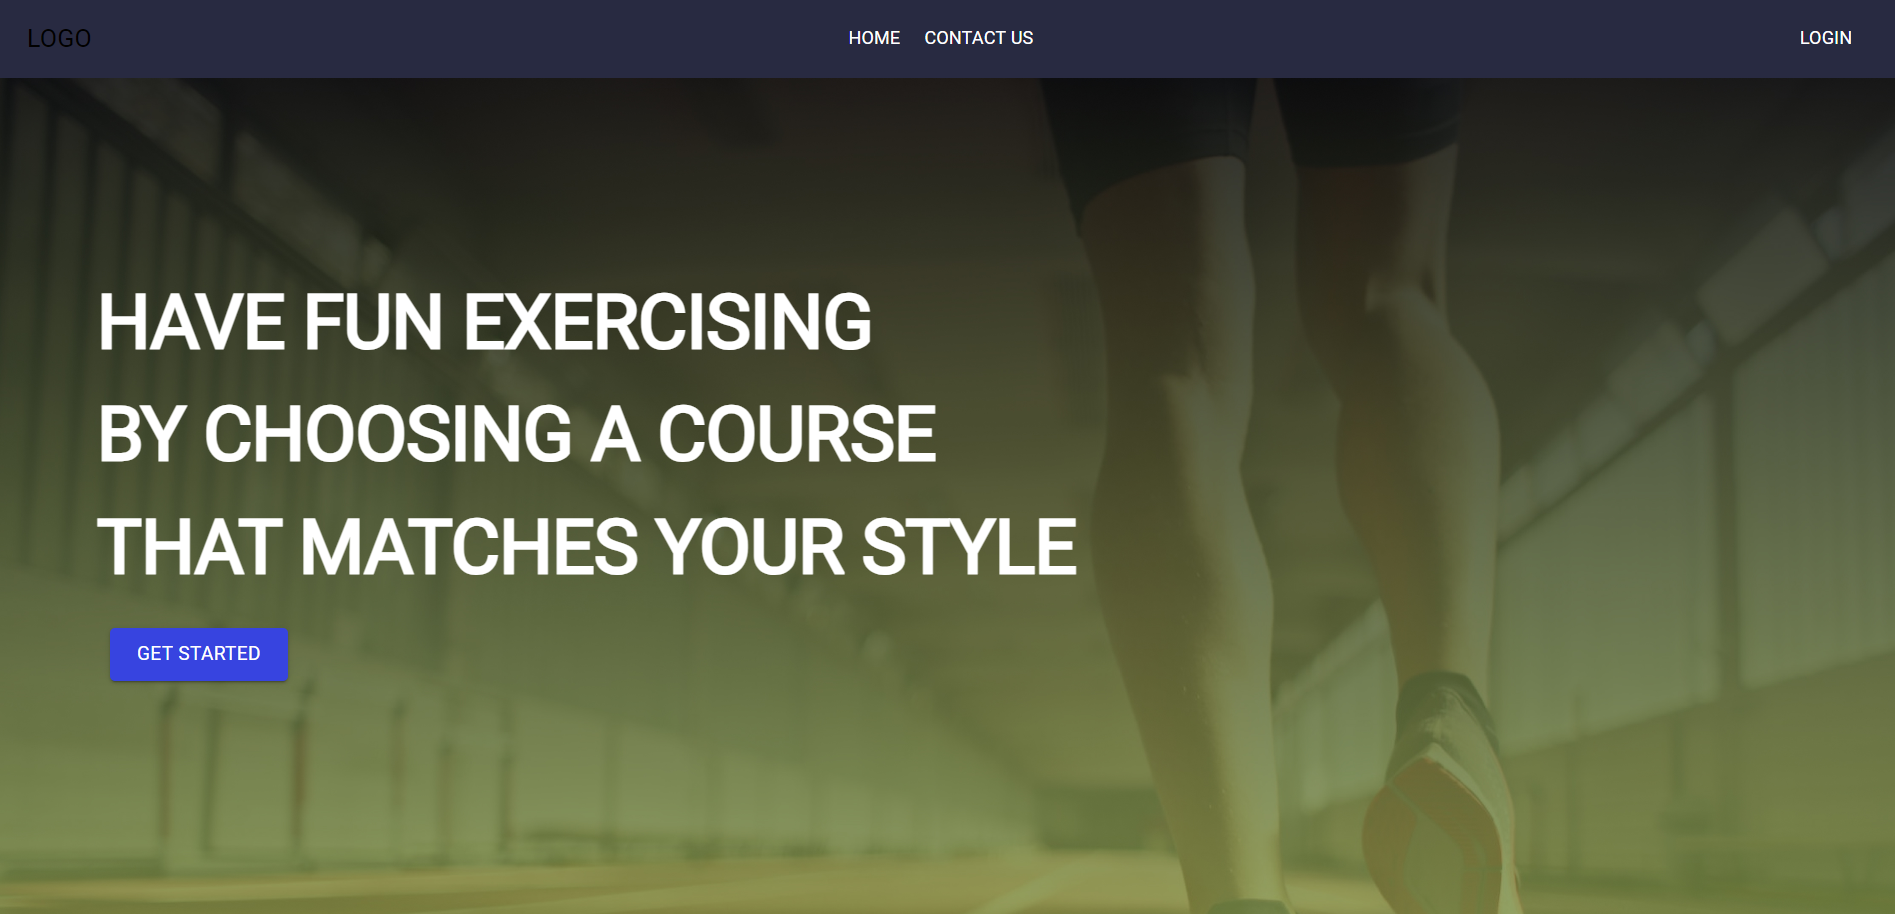 LOGO
HOME
CONTACT US
LOGIN
HAVE FUN EXERCISING
BY CHOOSING A COURSE
THAT MATCHES YOUR STYLE
GET STARTED